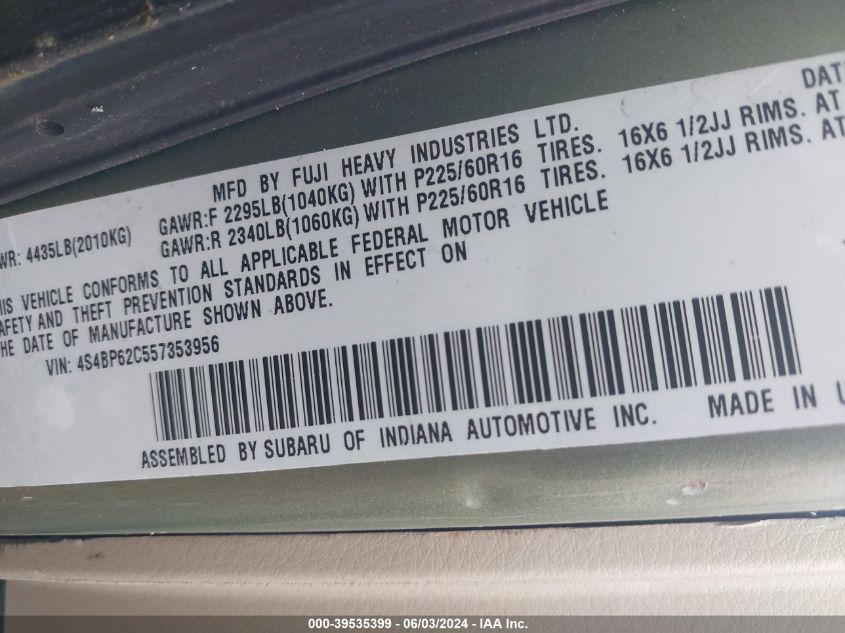 DAT
MFD BY FUJI HEAVY INDUSTRIES LTD.
GAWR:F 2295LB(1040KG) WITH P225/60R16 TIRES. 16X6 1/2JJ RIMS. AT
WR: 4435LB(2010KG) GAWR:R 2340LB(1060KG) WITH P225/60R16 TIRES. 16X6 1/2JJ RIMS. AT
HIS VEHICLE CONFORMS TO ALL APPLICABLE FEDERAL MOTOR VEHICLE
AFETY AND THEFT PREVENTION STANDARDS IN EFFECT ON
HE DATE OF MANUFACTURE SHOWN ABOVE.
VIN: 4S4BP62C557353956
ASSEMBLED BY SUBARU OF INDIANA AUTOMOTIVE INC. MADE IN U
000-39535399 - 06/03/2024 - IAA Inc.